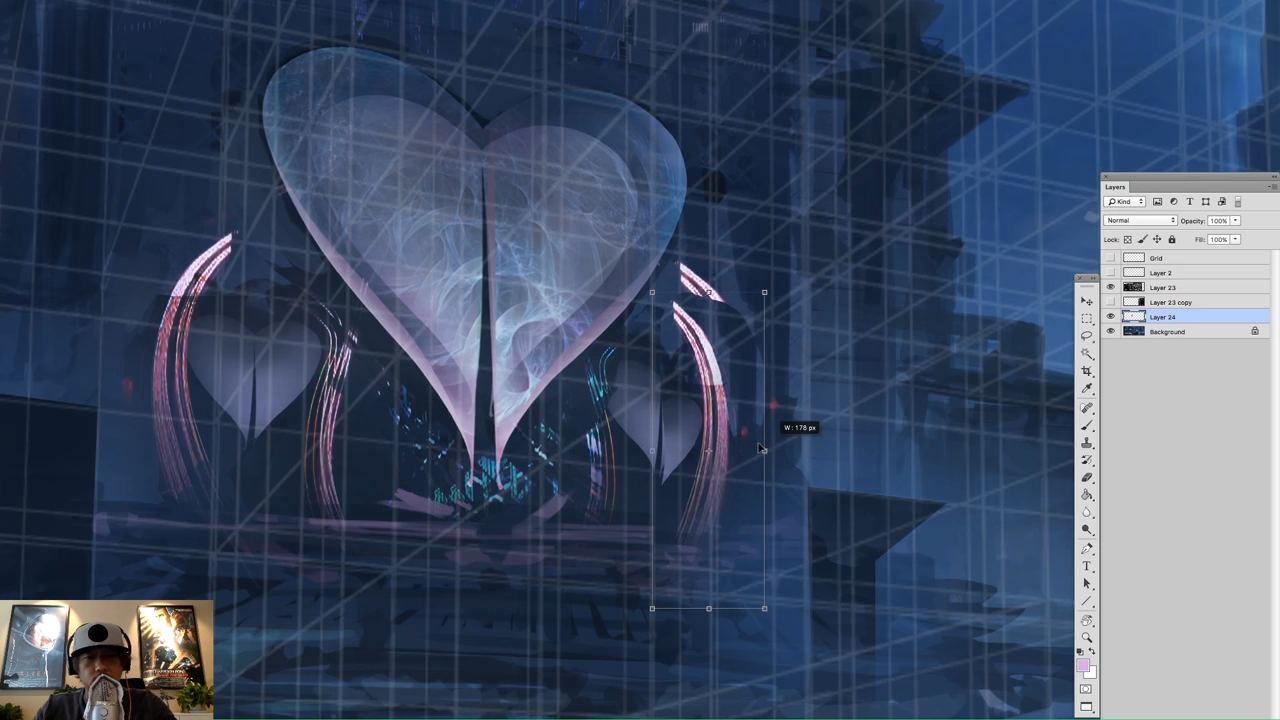 Layers
Kind
Normal
Opacity: 100%
Lock:
Fill: 100%
Grid
Layer 2
Layer 23
Layer 23 copy
Layer 24
Background
W : 178 px
T